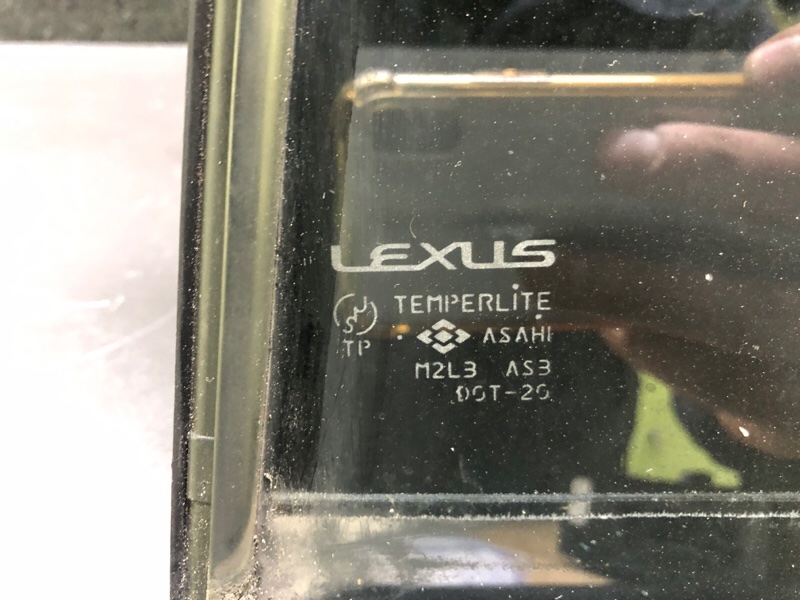 LEXUS
TEMPERLITE
TP
ASAHI
M2L3 AS3
DOT-20